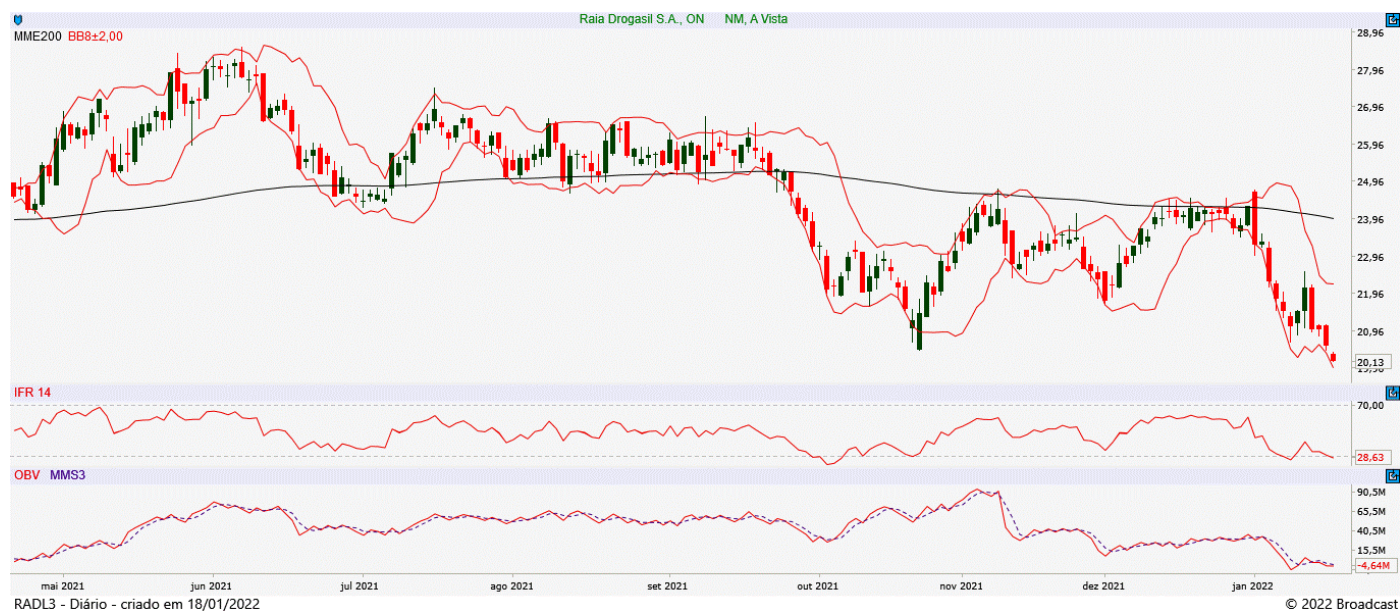 Raia Drogasil S.A., ON NM, A Vista
MME200 BB8±2,00
28,96
27,96
26,96
25,96
24,96
23,96
22,96
21,96
20,96
20,13
IFR 14
70,00
28,63
OBV MMS3
90,5M
65,5M
40,5M
15,5M
-4,64M
mai 2021 jun 2021 jul 2021 ago 2021 set 2021 out 2021 nov 2021 dez 2021 jan 2022
RADL3 - Diário - criado em 18/01/2022 © 2022 Broadcast